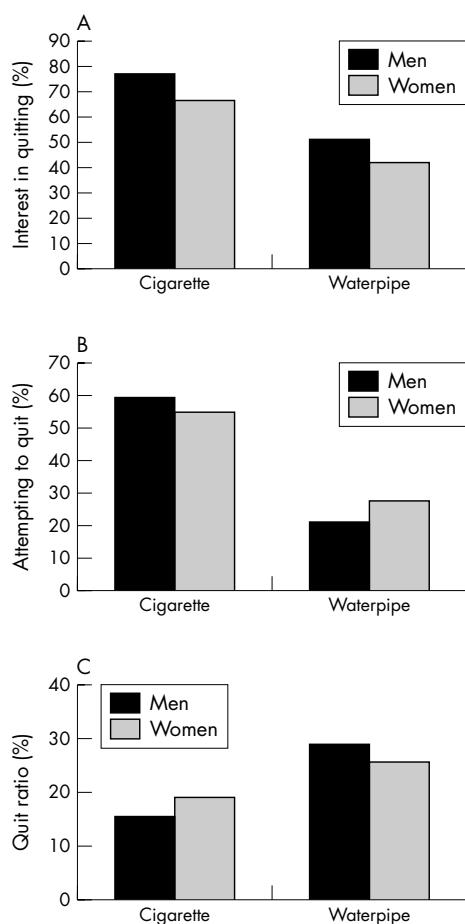 A
Interest in quitting (%)
90
80
70
60
50
40
30
20
10
0
Men
Women
Cigarette
Waterpipe
B
Attempting to quit (%)
70
60
50
40
30
20
10
0
Men
Women
Cigarette
Waterpipe
C
Quit ratio (%)
40
30
20
10
0
Men
Women
Cigarette
Waterpipe